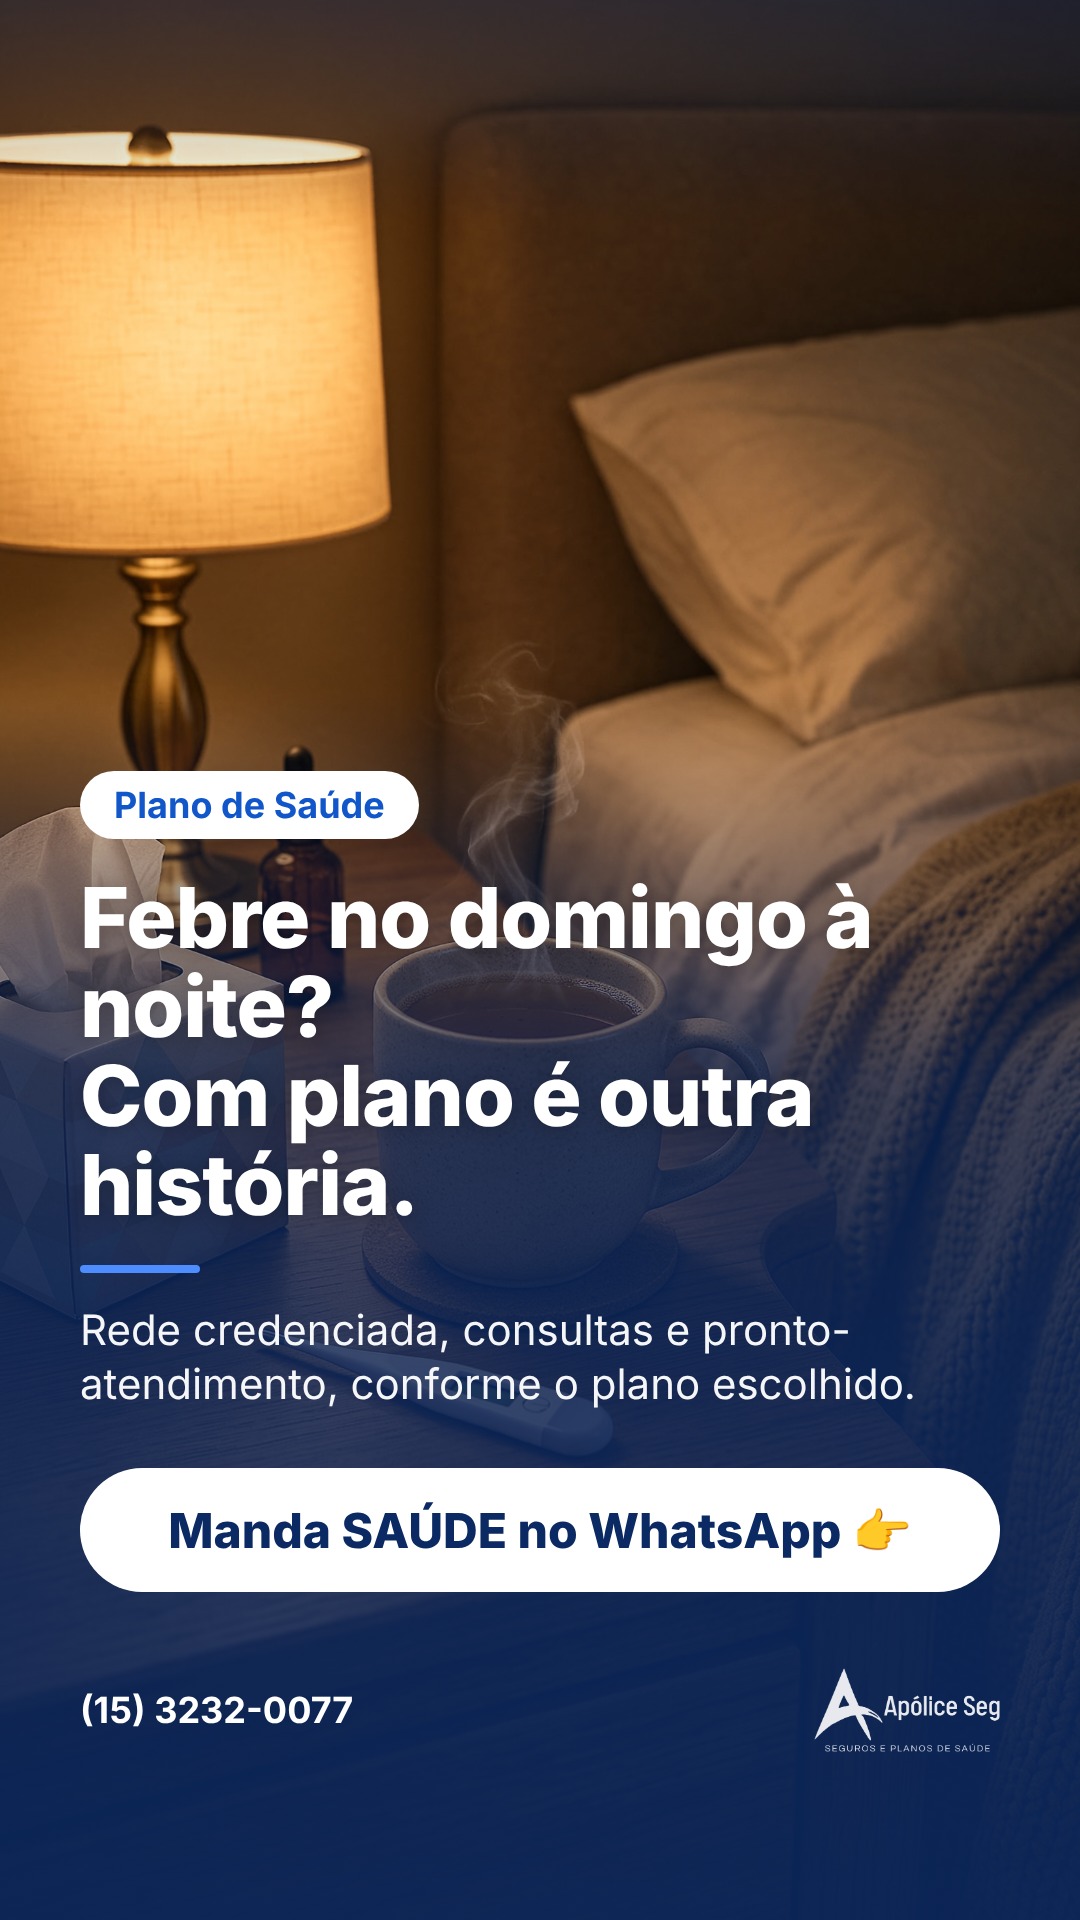 Plano de Saúde
Febre no domingo à
noite?
Com plano é outra
história.
Rede credenciada, consultas e pronto-
atendimento, conforme o plano escolhido.
Manda SAÚDE no WhatsApp 👉
(15) 3232-0077
Apólice Seg
SEGUROS E PLANOS DE SAÚDE